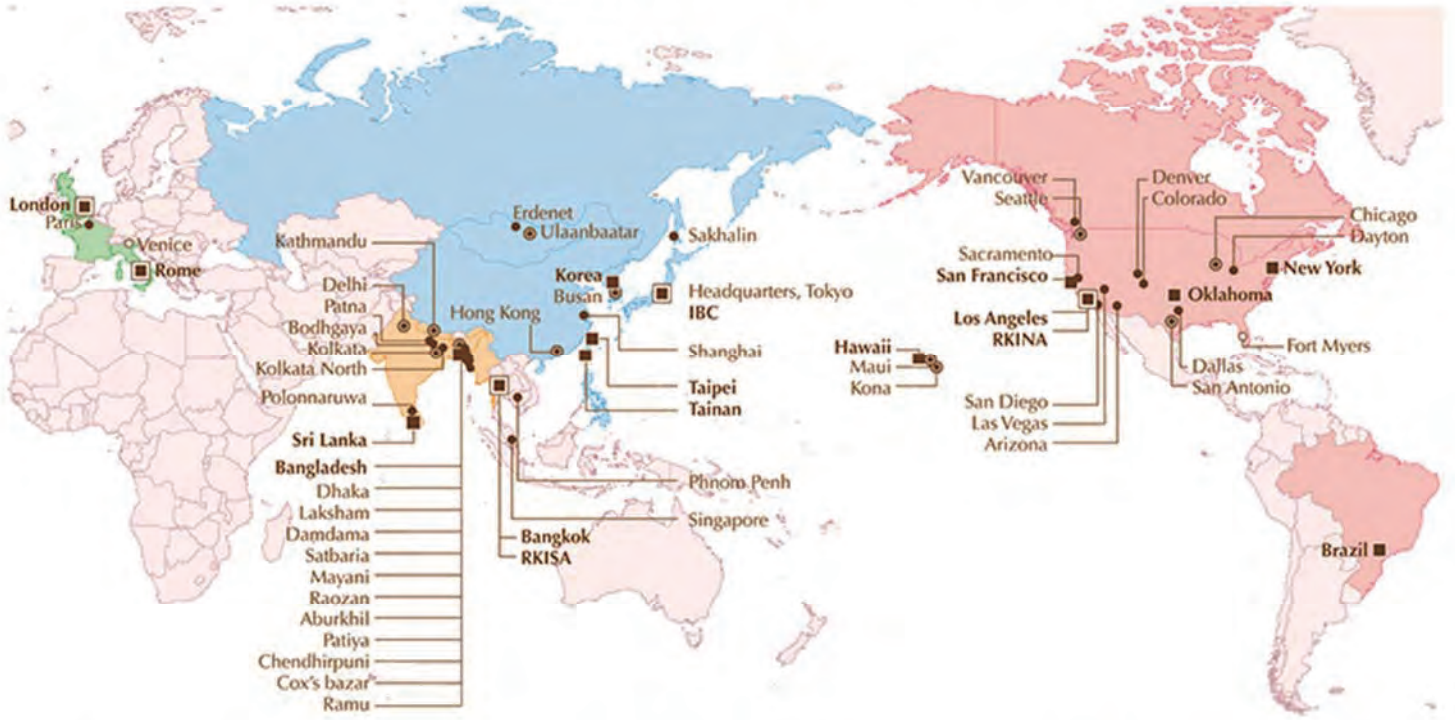 London
Paris
Venice
Rome
Kathmandu
Delhi
Patna
Bodhgaya
Kolkata
Kolkata North
Polonnaruwa
Sri Lanka
Bangladesh
Dhaka
Laksham
Damdama
Satbaria
Mayani
Raozan
Aburkhil
Patiya
Chendhirpuni
Cox's bazar
Ramu
Erdenet
Ulaanbaatar
Sakhalin
Korea
Busan
Headquarters, Tokyo
IBC
Hong Kong
Shanghai
Taipei
Tainan
Phnom Penh
Singapore
Bangkok
RKISA
Vancouver
Seattle
Sacramento
San Francisco
Los Angeles
RKINA
Hawaii
Maui
Kona
San Diego
Las Vegas
Arizona
Denver
Colorado
Chicago
Dayton
New York
Oklahoma
Fort Myers
Dallas
San Antonio
Brazil